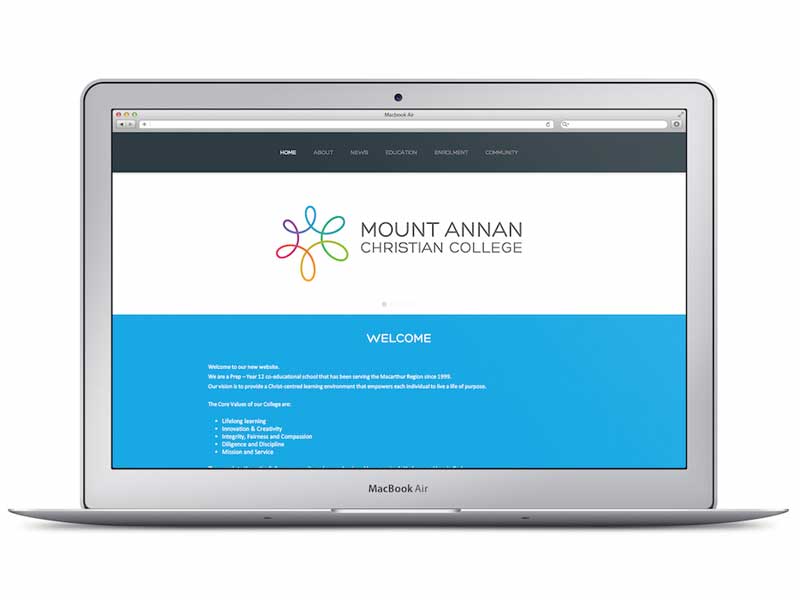 Macbook Air
HOME ABOUT NEWS EDUCATION ENROLMENT COMMUNITY
MOUNT ANNAN
CHRISTIAN COLLEGE
WELCOME
Welcome to our new website.
We are a Prep – Year 12 co-educational school that has been serving the Macarthur Region since 1999.
Our vision is to provide a Christ-centred learning environment that empowers each individual to live a life of purpose.
The Core Values of our College are:
• Lifelong learning
• Innovation & Creativity
• Integrity, Fairness and Compassion
• Diligence and Discipline
• Mission and Service
MacBook Air